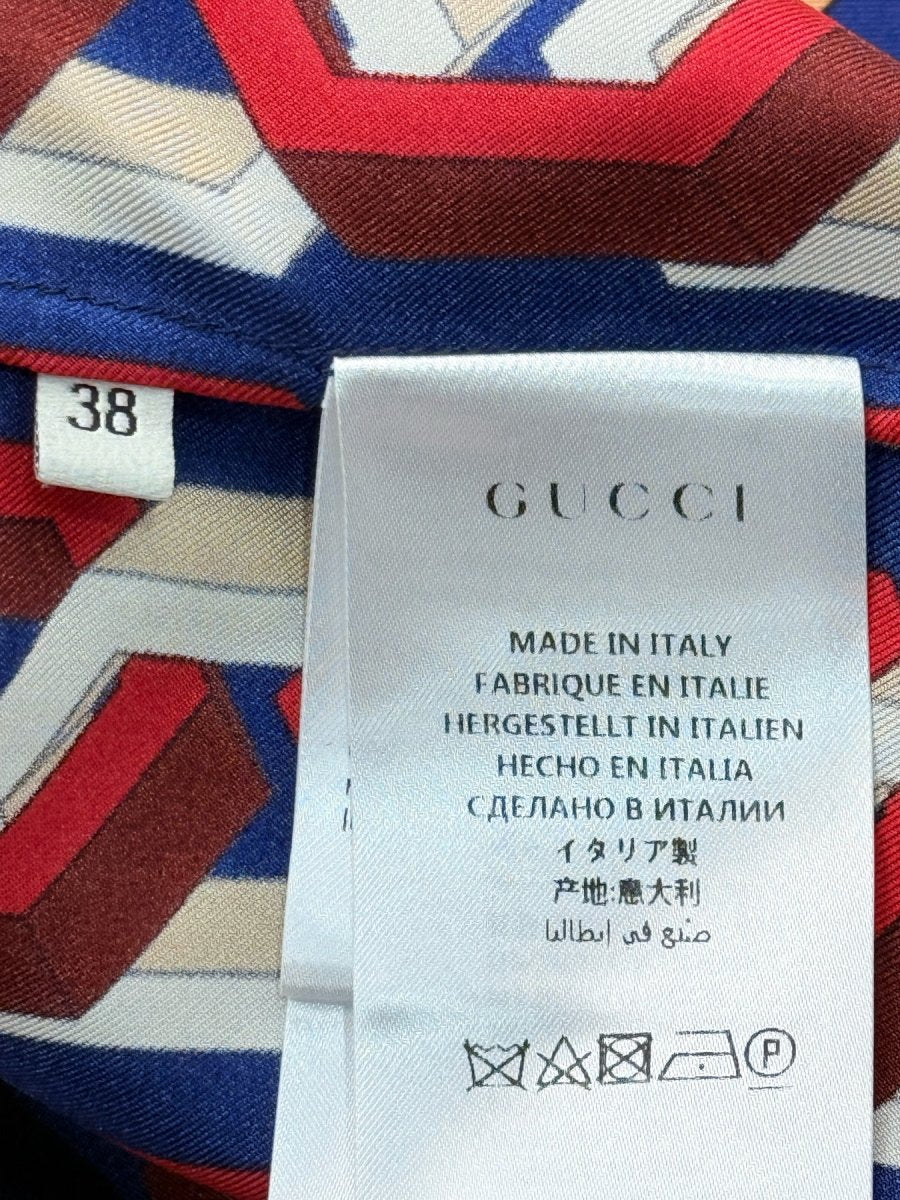 38
GUCCI
MADE IN ITALY
FABRIQUE EN ITALIE
HERGESTELLT IN ITALIEN
HECHO EN ITALIA
СДЕЛАНО В ИТАЛИИ
イタリア製
产地:意大利
صنع في إيطاليا
P